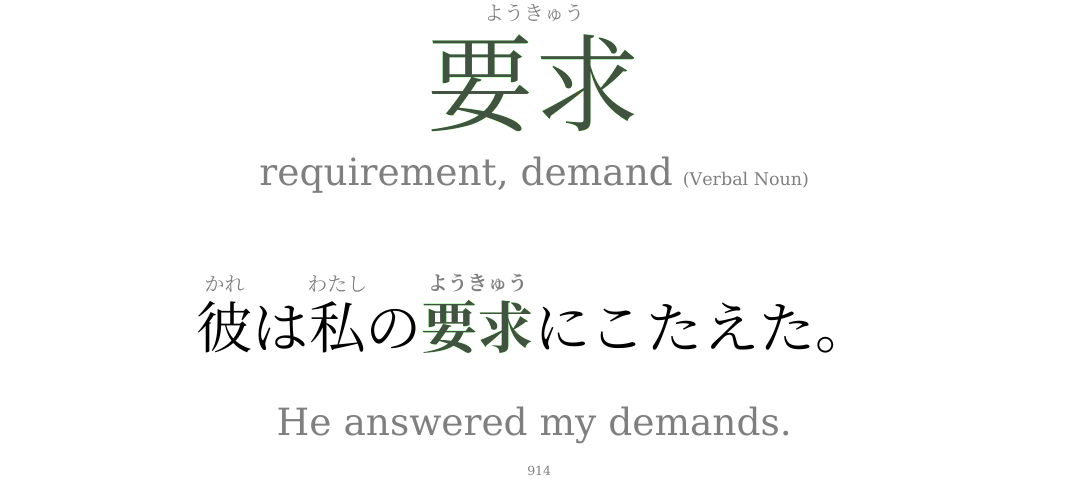 ようきゅう
要求
requirement, demand (Verbal Noun)
かれ わたし ようきゅう
彼は私の要求にこたえた。
He answered my demands.
914